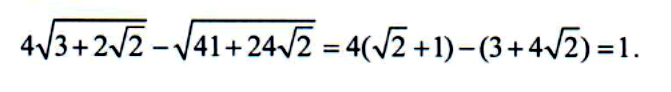 4√(3+2√2) − √(41+24√2) = 4(√2+1)−(3+4√2)=1.